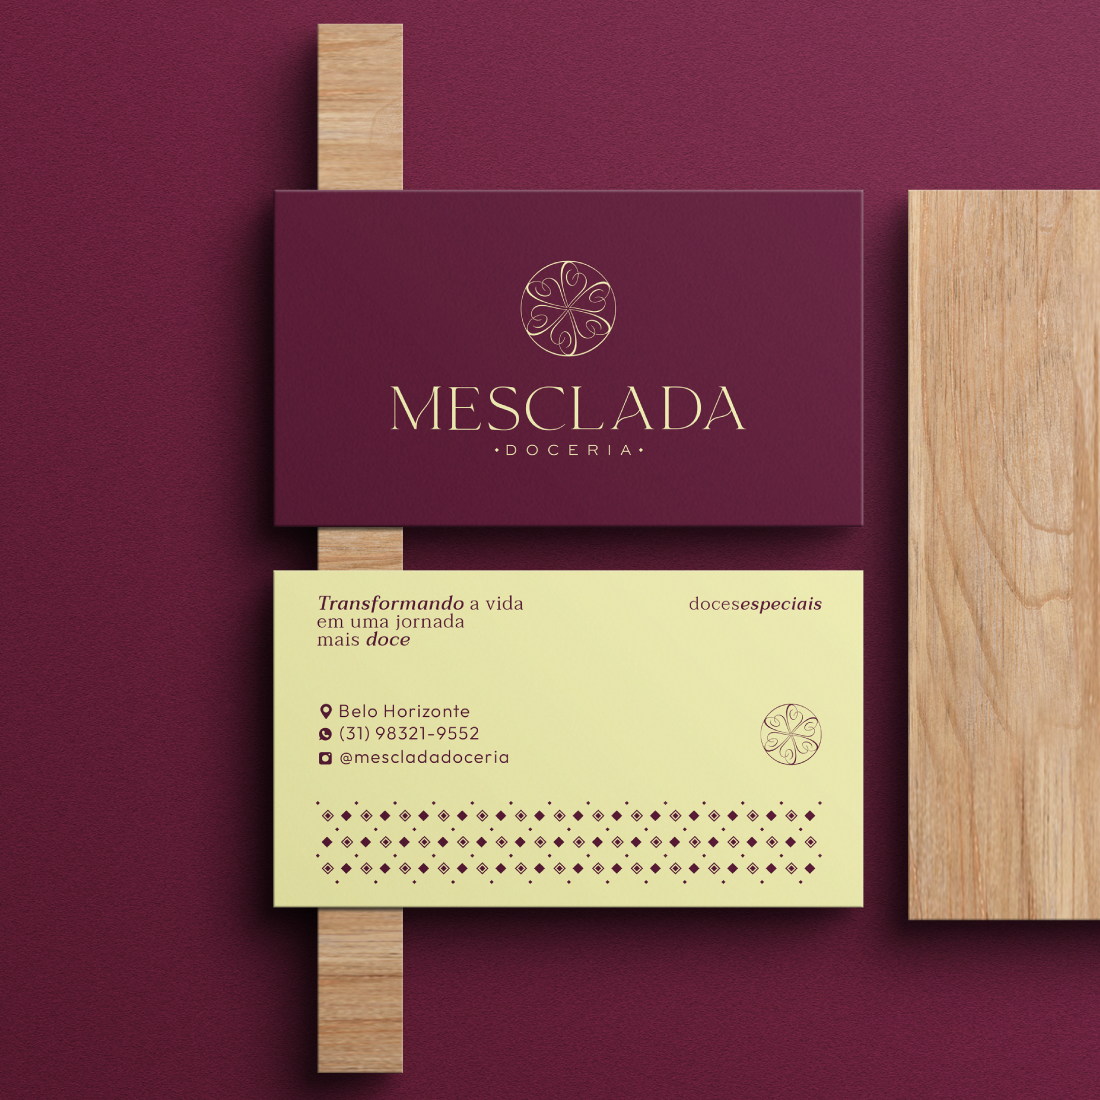 MESCLADA
DOCERIA
Transformando a vida
em uma jornada
mais doce
docesespeciais
Belo Horizonte
(31) 98321-9552
@mescladadoceria